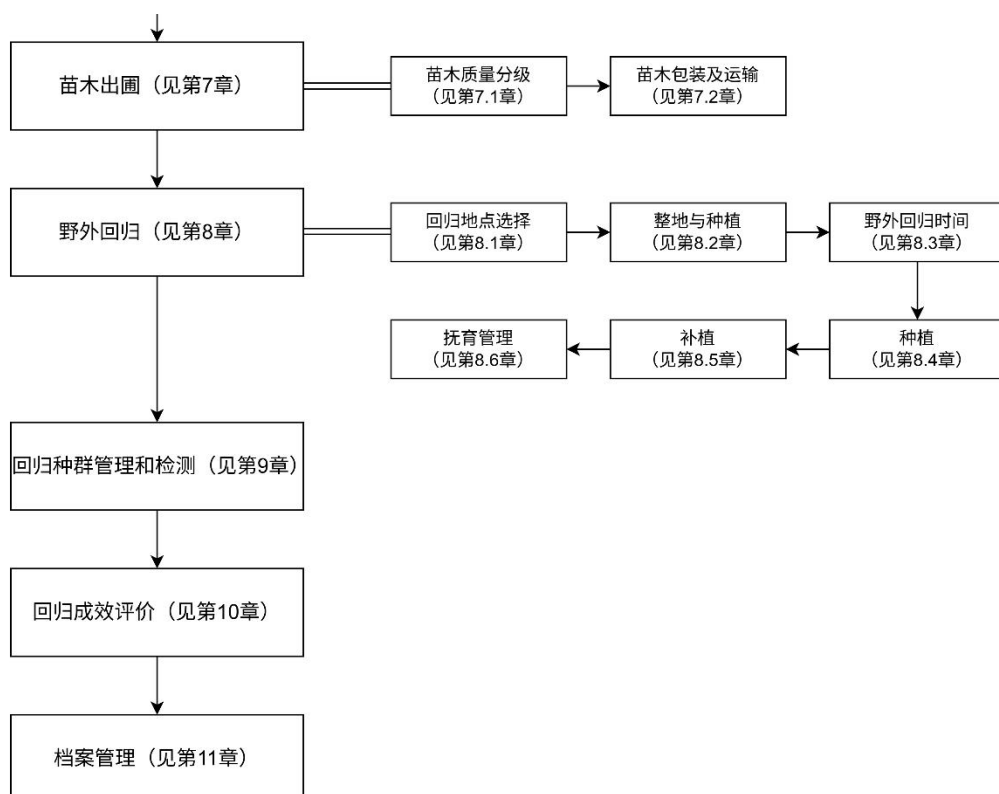 苗木出圃（见第7章）
苗木质量分级
（见第7.1章）
苗木包装及运输
（见第7.2章）
野外回归（见第8章）
回归地点选择
（见第8.1章）
整地与种植
（见第8.2章）
野外回归时间
（见第8.3章）
抚育管理
（见第8.6章）
补植
（见第8.5章）
种植
（见第8.4章）
回归种群管理和检测（见第9章）
回归成效评价（见第10章）
档案管理（见第11章）